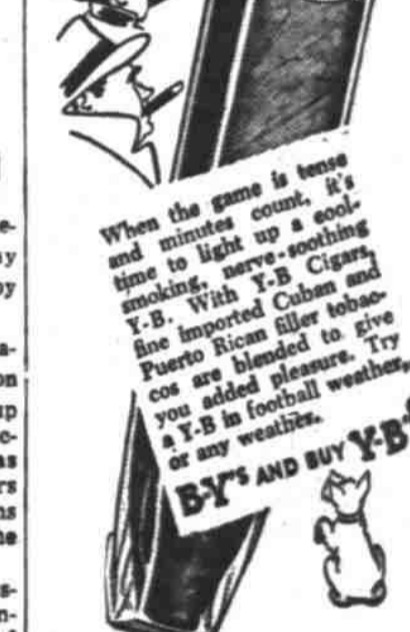 When the game is tense
and minutes count, it's
time to light up a cool-
smoking, nerve-soothing
Y-B. With Y-B Cigars,
fine imported Cuban and
Puerto Rican filler tobac-
cos are blended to give
you added pleasure. Try
a Y-B in football weather,
or any weather.
B-Y'S AND BUY Y-B'